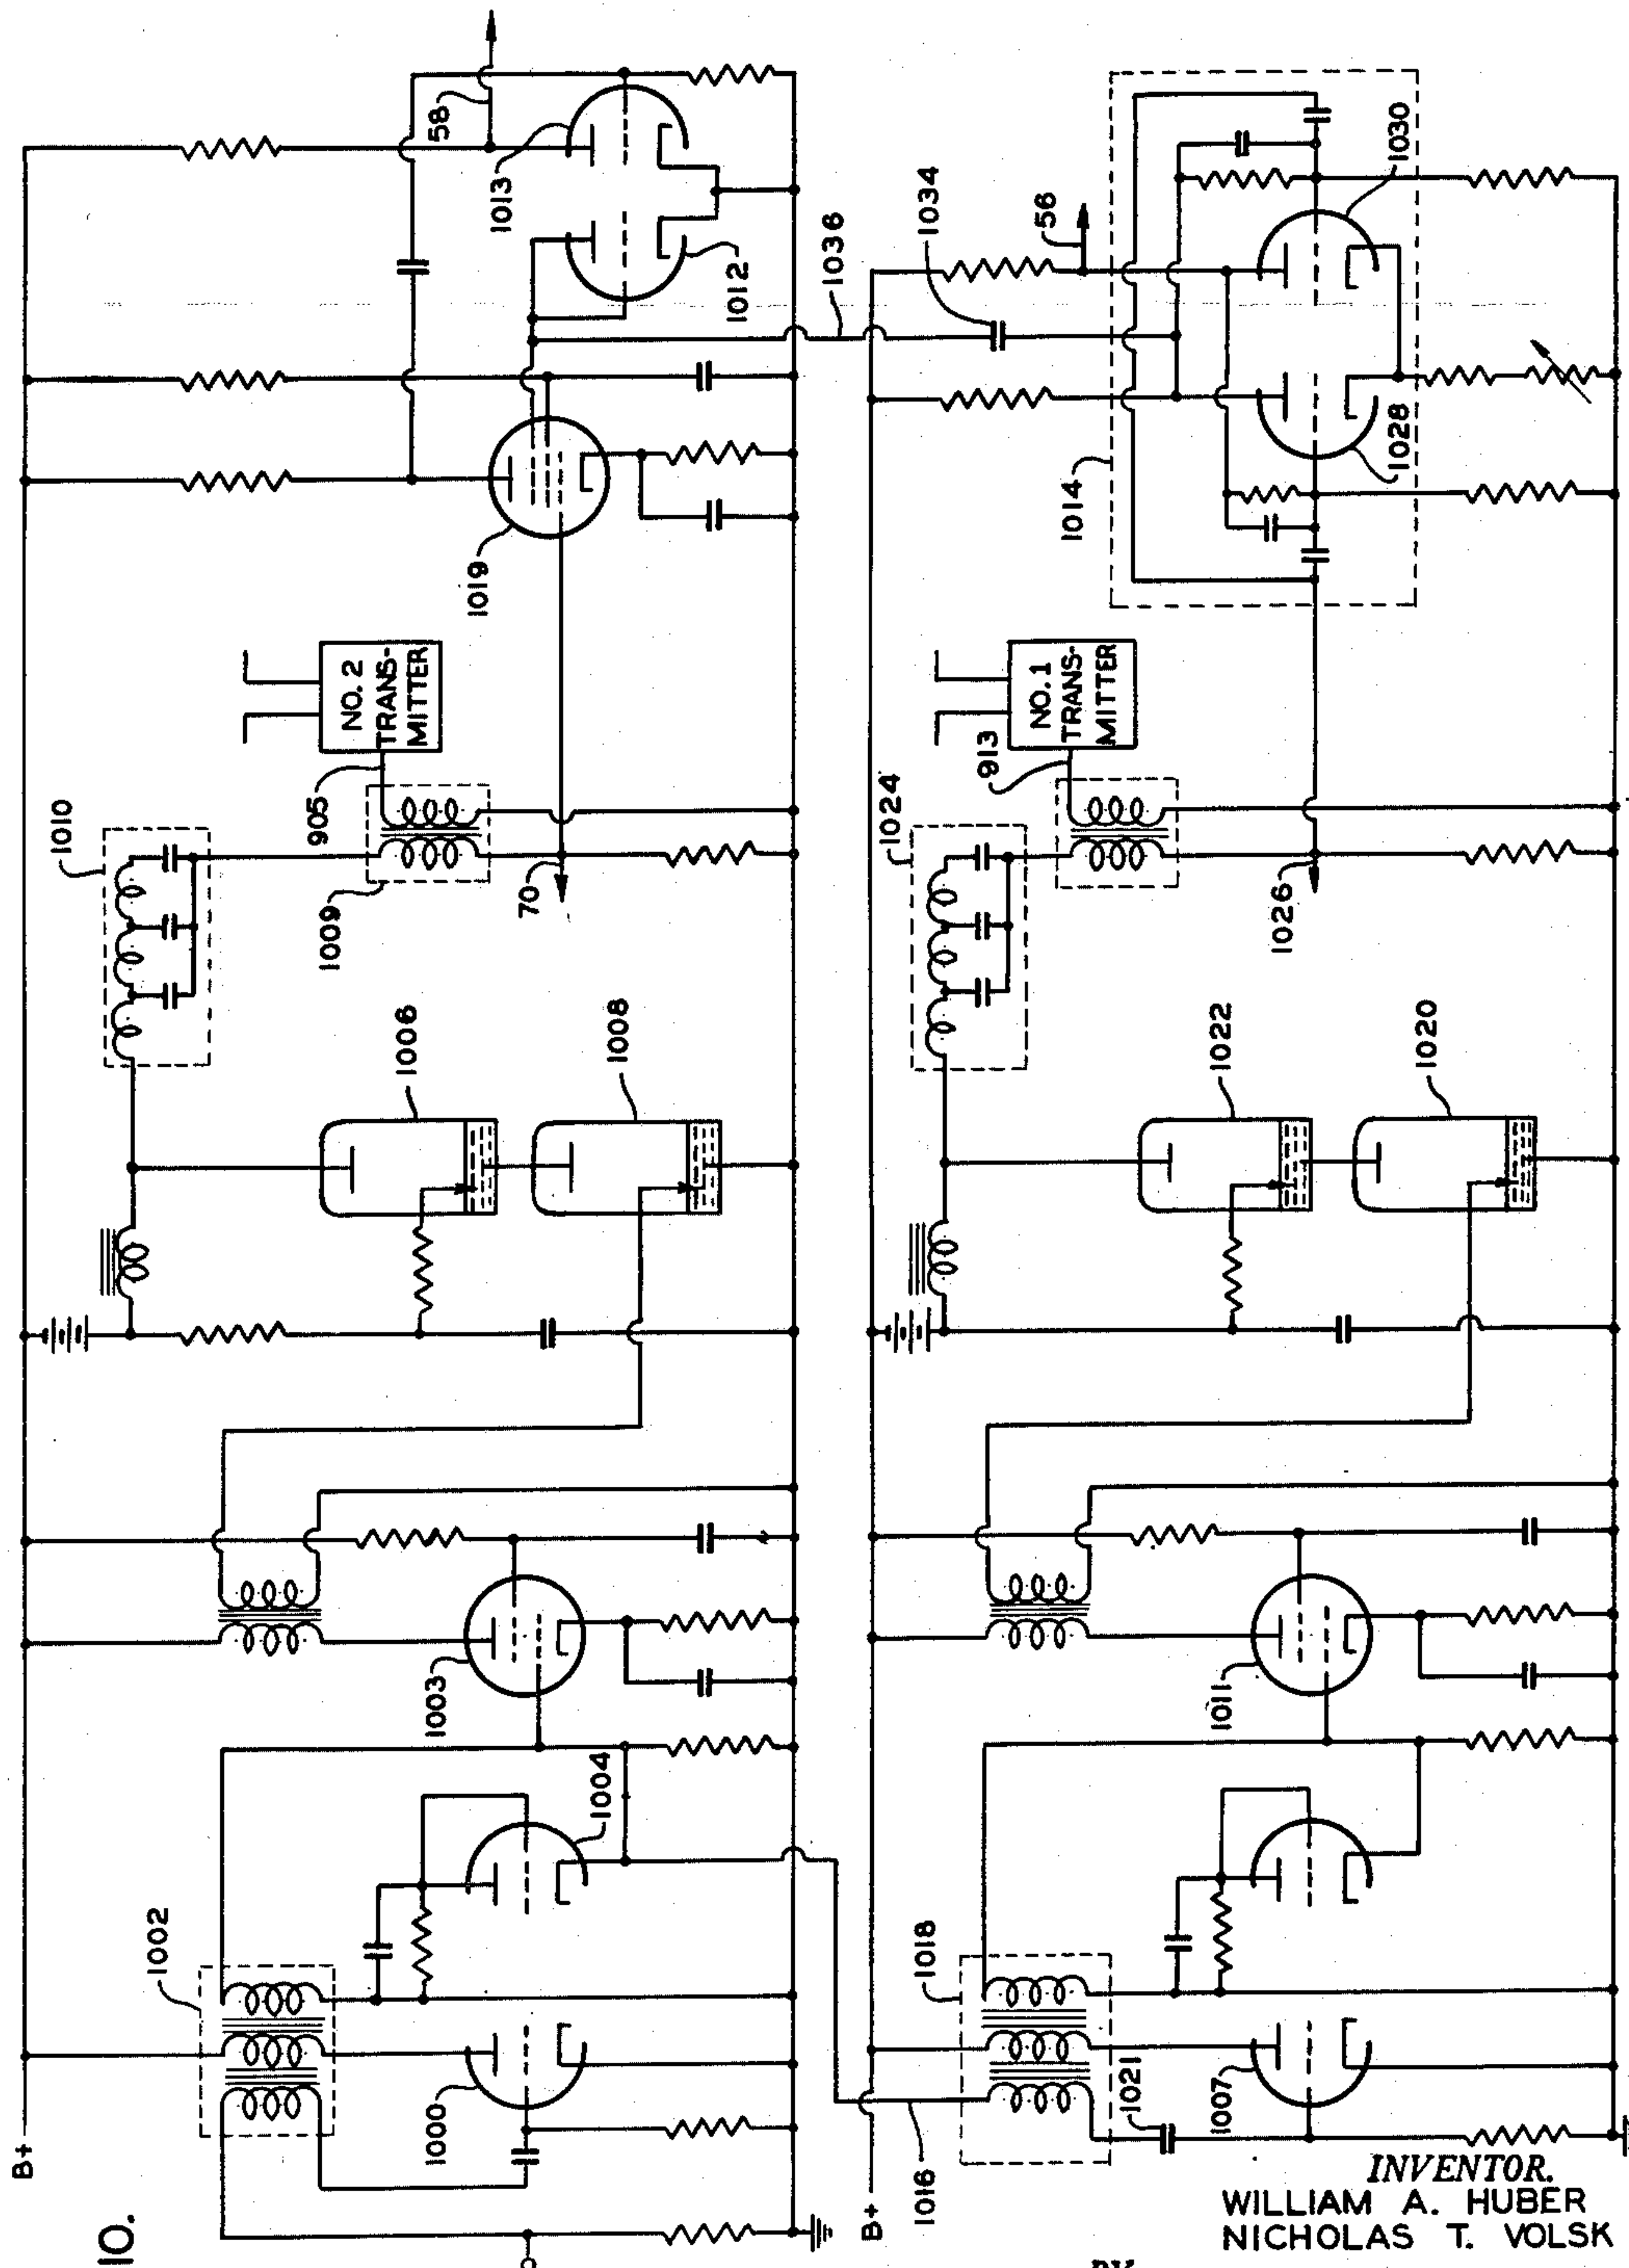 10.
B+
1002
1000
1004
1003
1006
1008
1010
1009
905
NO. 2
TRANS-
MITTER
70
1019
58
1013
1012
1036
B+
1016
1018
1021
1007
1011
1022
1020
1024
913
NO. 1
TRANS-
MITTER
1026
1014
56
1034
1028
1030
INVENTOR.
WILLIAM A. HUBER
NICHOLAS T. VOLSK
BY